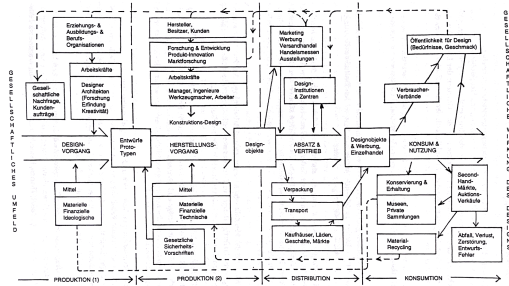 GESELLSCHAFTLICHES UMFELD
Erziehungs- &
Ausbildungs- &
Berufs-
Organisationen
Arbeitskräfte
Designer
Architekten
(Forschung
Erfindung
Kreativität)
Gesell-
schaftliche
Nachfrage,
Kunden-
aufträge
DESIGN-
VORGANG
Mittel
Materielle
Finanzielle
Ideologische
Entwürfe
Proto-
Typen
Hersteller,
Besitzer, Kunden
Forschung & Entwicklung
Produkt-Innovation
Marktforschung
Arbeitskräfte
Manager, Ingenieure
Werkzeugmacher, Arbeiter
Konstruktions-Design
HERSTELLUNGS-
VORGANG
Mittel
Materielle
Finanzielle
Technische
Gesetzliche
Sicherheits-
Vorschriften
Design-
objekte
Marketing
Werbung
Versandhandel
Handelsmessen
Ausstellungen
Design-
Institutionen
& Zentren
ABSATZ &
VERTRIEB
Verpackung
Transport
Kaufhäuser, Läden,
Geschäfte, Märkte
Designobjekte
& Werbung,
Einzelhandel
Öffentlichkeit für Design
(Bedürfnisse, Geschmack)
Verbraucher-
Verbände
KONSUM &
NUTZUNG
Konservierung &
Erhaltung
Museen,
Private
Sammlungen
Material-
Recycling
Second-
Hand-
Märkte,
Auktions-
Verkäufe
Abfall, Verlust,
Zerstörung,
Entwurfs-
Fehler
GESELLSCHAFTLICHE WIRKUNG DES DESIGNS
PRODUKTION (1)
PRODUKTION (2)
DISTRIBUTION
KONSUMTION